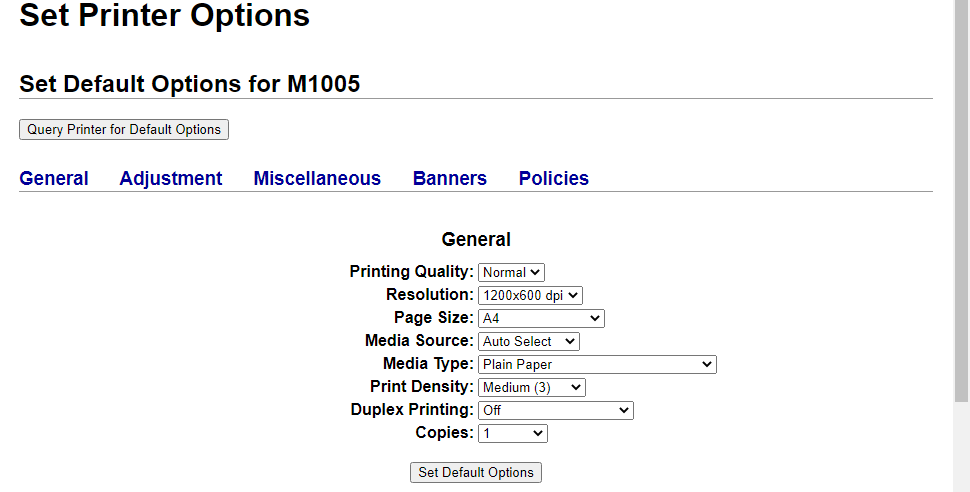 Set Printer Options
Set Default Options for M1005
Query Printer for Default Options
General Adjustment Miscellaneous Banners Policies
General
Printing Quality: Normal
Resolution: 1200x600 dpi
Page Size: A4
Media Source: Auto Select
Media Type: Plain Paper
Print Density: Medium (3)
Duplex Printing: Off
Copies: 1
Set Default Options